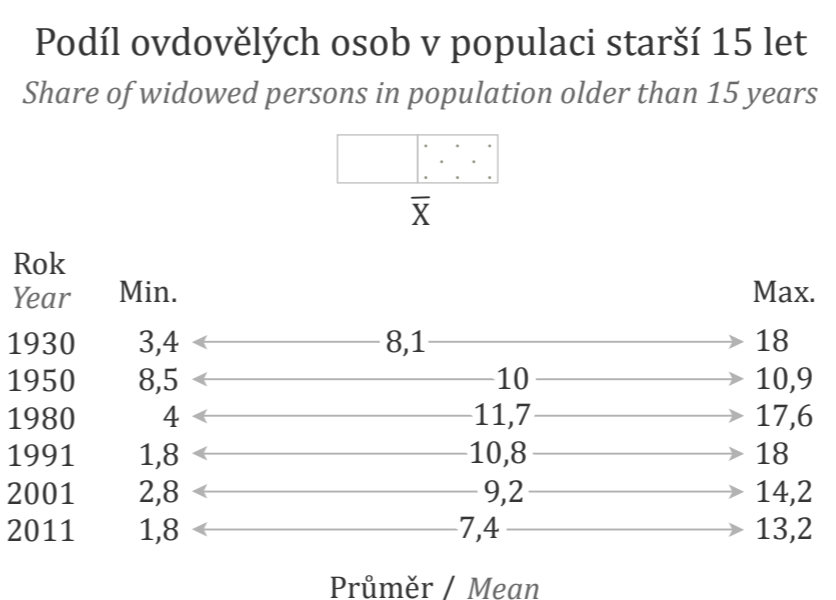 Podíl ovdovělých osob v populaci starší 15 let
Share of widowed persons in population older than 15 years
X̅
Rok
Year Min. Max.
1930 3,4 8,1 18
1950 8,5 10 10,9
1980 4 11,7 17,6
1991 1,8 10,8 18
2001 2,8 9,2 14,2
2011 1,8 7,4 13,2
Průměr / Mean